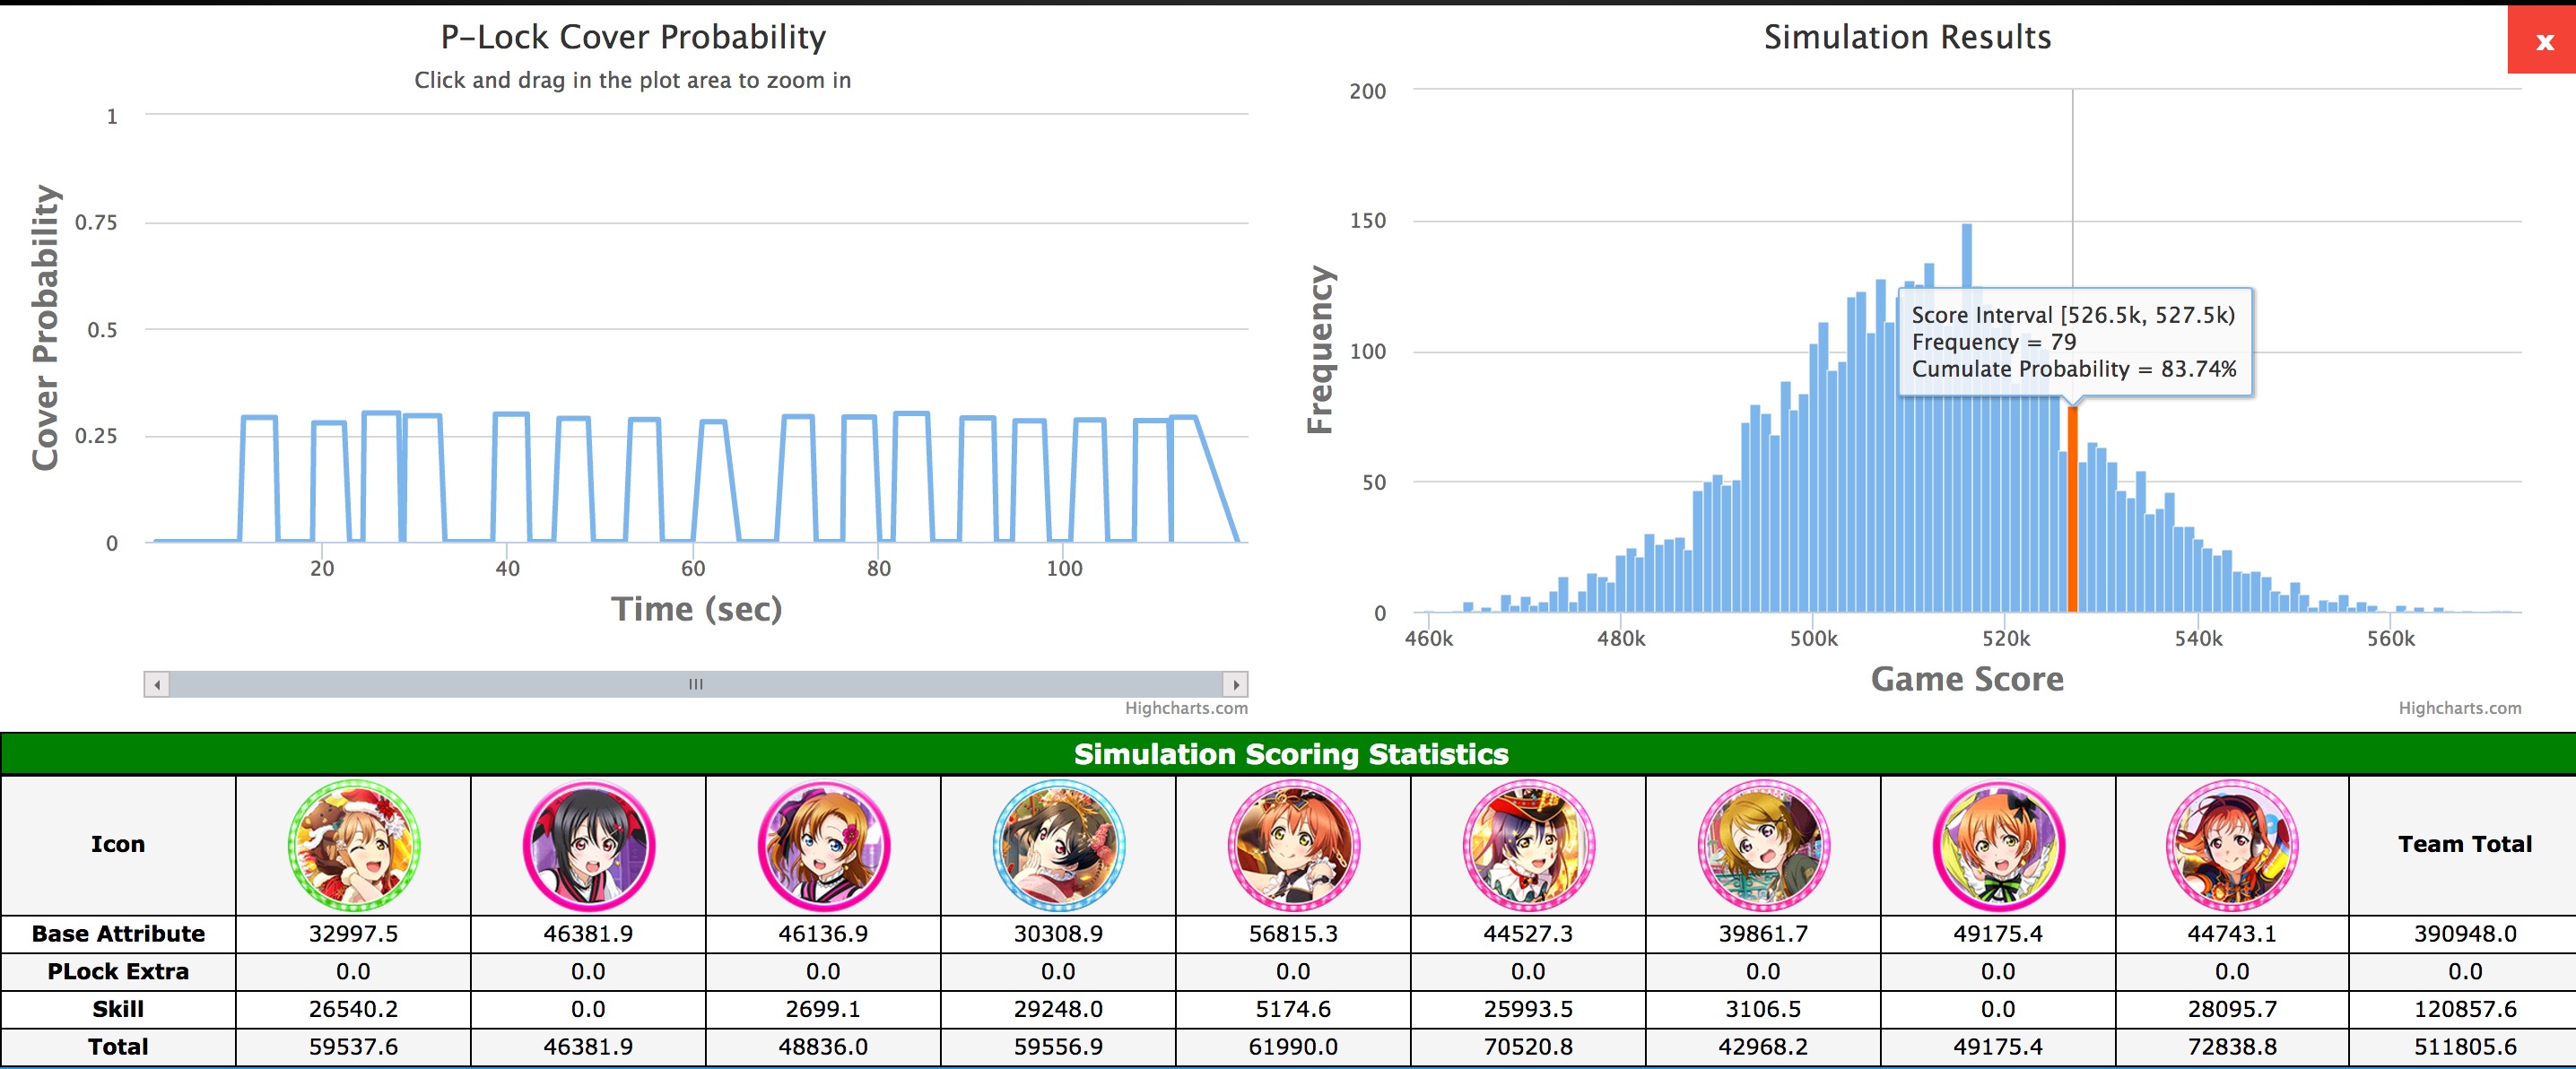 P-Lock Cover Probability
Click and drag in the plot area to zoom in
1
0.75
0.5
0.25
0
Cover Probability
20 40 60 80 100
Time (sec)
Highcharts.com
Simulation Results
x
200
150
100
50
0
Frequency
Score Interval [526.5k, 527.5k)
Frequency = 79
Cumulate Probability = 83.74%
460k 480k 500k 520k 540k 560k
Game Score
Highcharts.com
Simulation Scoring Statistics
Icon Team Total
Base Attribute 32997.5 46381.9 46136.9 30308.9 56815.3 44527.3 39861.7 49175.4 44743.1 390948.0
PLock Extra 0.0 0.0 0.0 0.0 0.0 0.0 0.0 0.0 0.0 0.0
Skill 26540.2 0.0 2699.1 29248.0 5174.6 25993.5 3106.5 0.0 28095.7 120857.6
Total 59537.6 46381.9 48836.0 59556.9 61990.0 70520.8 42968.2 49175.4 72838.8 511805.6